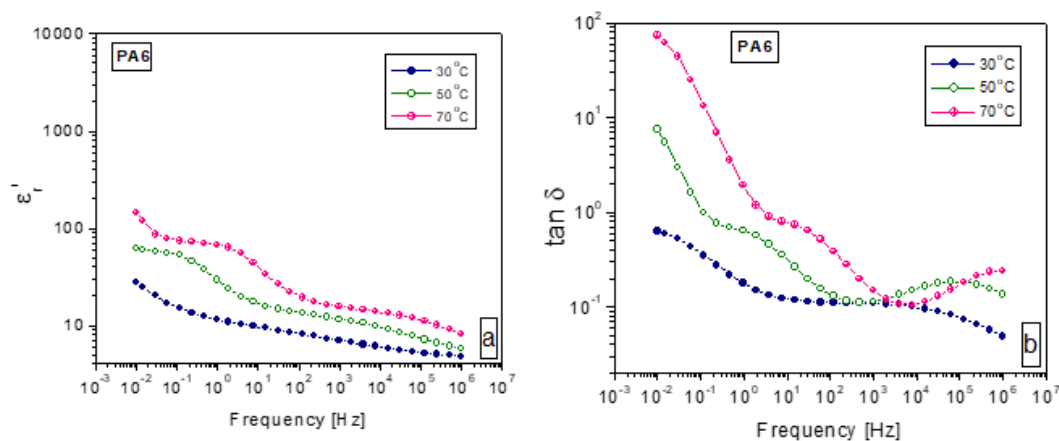 10000
1000
100
10
ε'r
PA6
30°C
50°C
70°C
a
10⁻³ 10⁻² 10⁻¹ 10⁰ 10¹ 10² 10³ 10⁴ 10⁵ 10⁶ 10⁷
Frequency [Hz]
10²
10¹
10⁰
10⁻¹
tan δ
PA6
30°C
50°C
70°C
b
10⁻³ 10⁻² 10⁻¹ 10⁰ 10¹ 10² 10³ 10⁴ 10⁵ 10⁶ 10⁷
Frequency [Hz]